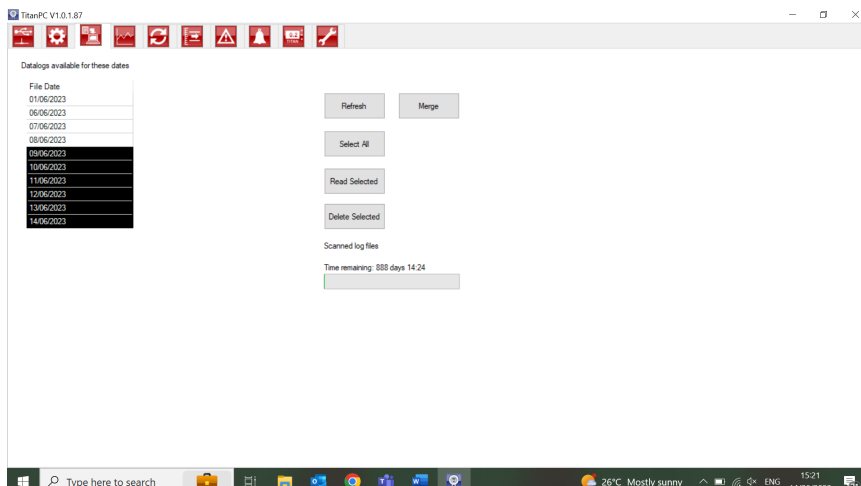 TitanPC V1.0.1.87
Datalogs available for these dates
File Date
01/06/2023
06/06/2023
07/06/2023
08/06/2023
09/06/2023
10/06/2023
11/06/2023
12/06/2023
13/06/2023
14/06/2023
Refresh
Merge
Select All
Read Selected
Delete Selected
Scanned log files
Time remaining: 888 days 14:24
Type here to search
26°C Mostly sunny
ENG
15:21